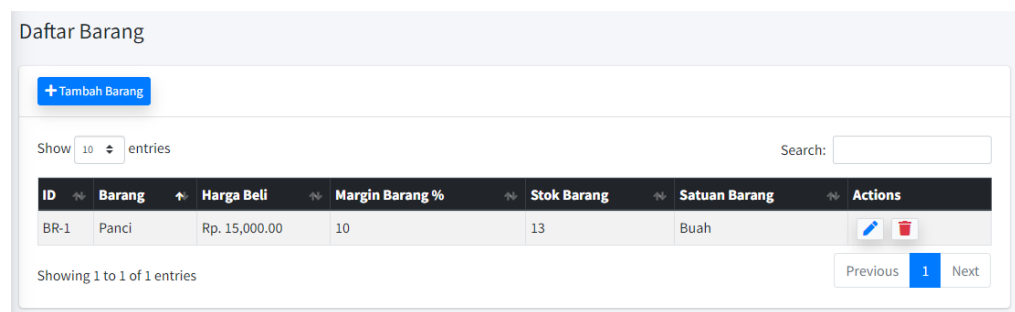 Daftar Barang
+Tambah Barang
Show 10 entries Search:
ID Barang Harga Beli Margin Barang % Stok Barang Satuan Barang Actions
BR-1 Panci Rp. 15,000.00 10 13 Buah
Showing 1 to 1 of 1 entries Previous 1 Next